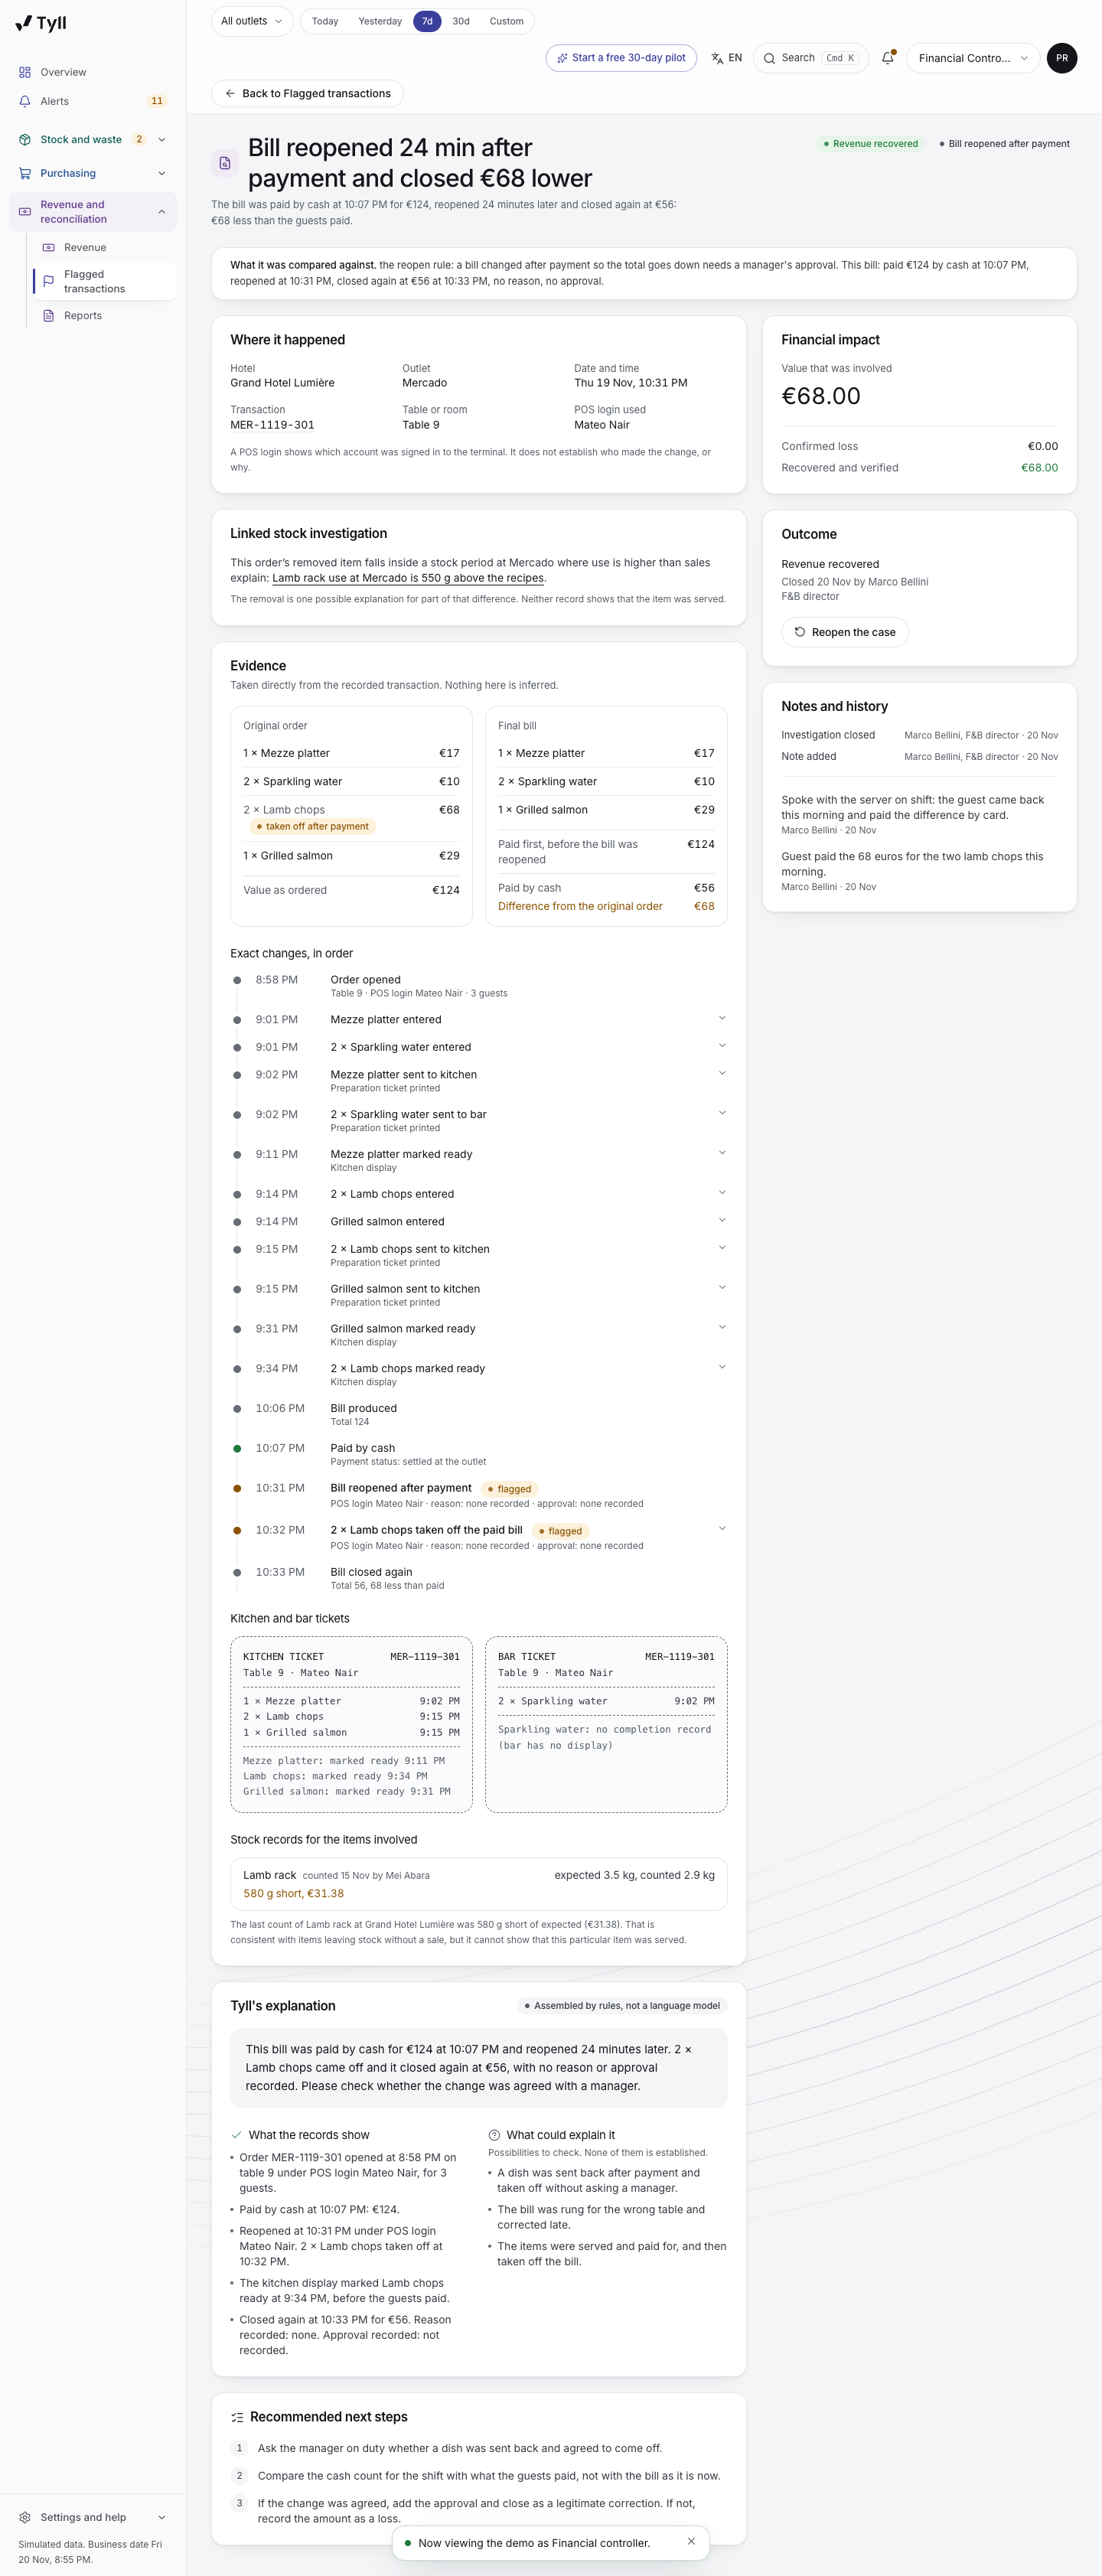 Tyll
Overview
Alerts 11
Stock and waste 2
Purchasing
Revenue and
reconciliation
Revenue
Flagged
transactions
Reports
Settings and help
Simulated data. Business date Fri
20 Nov, 8:55 PM.
All outlets Today Yesterday 7d 30d Custom
Start a free 30-day pilot EN Search Cmd K Financial Contro... PR
Back to Flagged transactions
Bill reopened 24 min after
payment and closed €68 lower
Revenue recovered Bill reopened after payment
The bill was paid by cash at 10:07 PM for €124, reopened 24 minutes later and closed again at €56:
€68 less than the guests paid.
What it was compared against. the reopen rule: a bill changed after payment so the total goes down needs a manager's approval. This bill: paid €124 by cash at 10:07 PM,
reopened at 10:31 PM, closed again at €56 at 10:33 PM, no reason, no approval.
Where it happened
Hotel Outlet Date and time
Grand Hotel Lumière Mercado Thu 19 Nov, 10:31 PM
Transaction Table or room POS login used
MER-1119-301 Table 9 Mateo Nair
A POS login shows which account was signed in to the terminal. It does not establish who made the change, or
why.
Financial impact
Value that was involved
€68.00
Confirmed loss €0.00
Recovered and verified €68.00
Linked stock investigation
This order’s removed item falls inside a stock period at Mercado where use is higher than sales
explain: Lamb rack use at Mercado is 550 g above the recipes.
The removal is one possible explanation for part of that difference. Neither record shows that the item was served.
Outcome
Revenue recovered
Closed 20 Nov by Marco Bellini
F&B director
Reopen the case
Notes and history
Investigation closed Marco Bellini, F&B director · 20 Nov
Note added Marco Bellini, F&B director · 20 Nov
Spoke with the server on shift: the guest came back
this morning and paid the difference by card.
Marco Bellini · 20 Nov
Guest paid the 68 euros for the two lamb chops this
morning.
Marco Bellini · 20 Nov
Evidence
Taken directly from the recorded transaction. Nothing here is inferred.
Original order
1 × Mezze platter €17
2 × Sparkling water €10
2 × Lamb chops €68
taken off after payment
1 × Grilled salmon €29
Value as ordered €124
Final bill
1 × Mezze platter €17
2 × Sparkling water €10
1 × Grilled salmon €29
Paid first, before the bill was €124
reopened
Paid by cash €56
Difference from the original order €68
Exact changes, in order
8:58 PM Order opened
Table 9 · POS login Mateo Nair · 3 guests
9:01 PM Mezze platter entered
9:01 PM 2 × Sparkling water entered
9:02 PM Mezze platter sent to kitchen
Preparation ticket printed
9:02 PM 2 × Sparkling water sent to bar
Preparation ticket printed
9:11 PM Mezze platter marked ready
Kitchen display
9:14 PM 2 × Lamb chops entered
9:14 PM Grilled salmon entered
9:15 PM 2 × Lamb chops sent to kitchen
Preparation ticket printed
9:15 PM Grilled salmon sent to kitchen
Preparation ticket printed
9:31 PM Grilled salmon marked ready
Kitchen display
9:34 PM 2 × Lamb chops marked ready
Kitchen display
10:06 PM Bill produced
Total 124
10:07 PM Paid by cash
Payment status: settled at the outlet
10:31 PM Bill reopened after payment flagged
POS login Mateo Nair · reason: none recorded · approval: none recorded
10:32 PM 2 × Lamb chops taken off the paid bill flagged
POS login Mateo Nair · reason: none recorded · approval: none recorded
10:33 PM Bill closed again
Total 56, 68 less than paid
Kitchen and bar tickets
KITCHEN TICKET MER-1119-301
Table 9 · Mateo Nair
1 × Mezze platter 9:02 PM
2 × Lamb chops 9:15 PM
1 × Grilled salmon 9:15 PM
Mezze platter: marked ready 9:11 PM
Lamb chops: marked ready 9:34 PM
Grilled salmon: marked ready 9:31 PM
BAR TICKET MER-1119-301
Table 9 · Mateo Nair
2 × Sparkling water 9:02 PM
Sparkling water: no completion record
(bar has no display)
Stock records for the items involved
Lamb rack counted 15 Nov by Mei Abara expected 3.5 kg, counted 2.9 kg
580 g short, €31.38
The last count of Lamb rack at Grand Hotel Lumière was 580 g short of expected (€31.38). That is
consistent with items leaving stock without a sale, but it cannot show that this particular item was served.
Tyll's explanation Assembled by rules, not a language model
This bill was paid by cash for €124 at 10:07 PM and reopened 24 minutes later. 2 ×
Lamb chops came off and it closed again at €56, with no reason or approval
recorded. Please check whether the change was agreed with a manager.
What the records show
• Order MER-1119-301 opened at 8:58 PM on
table 9 under POS login Mateo Nair, for 3
guests.
• Paid by cash at 10:07 PM: €124.
• Reopened at 10:31 PM under POS login
Mateo Nair. 2 × Lamb chops taken off at
10:32 PM.
• The kitchen display marked Lamb chops
ready at 9:34 PM, before the guests paid.
• Closed again at 10:33 PM for €56. Reason
recorded: none. Approval recorded: not
recorded.
What could explain it
Possibilities to check. None of them is established.
• A dish was sent back after payment and
taken off without asking a manager.
• The bill was rung for the wrong table and
corrected late.
• The items were served and paid for, and then
taken off the bill.
Recommended next steps
1 Ask the manager on duty whether a dish was sent back and agreed to come off.
2 Compare the cash count for the shift with what the guests paid, not with the bill as it is now.
3 If the change was agreed, add the approval and close as a legitimate correction. If not,
record the amount as a loss.
Now viewing the demo as Financial controller.